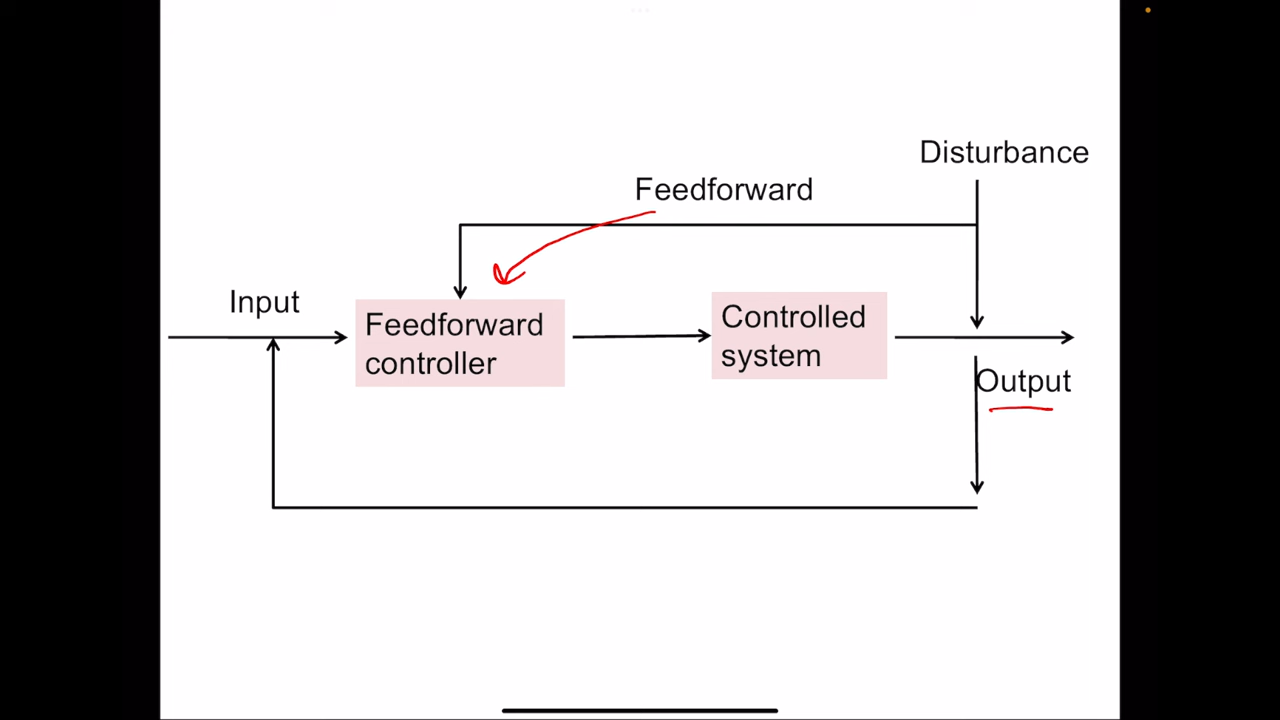 Disturbance
Feedforward
Input
Feedforward
controller
Controlled
system
Output